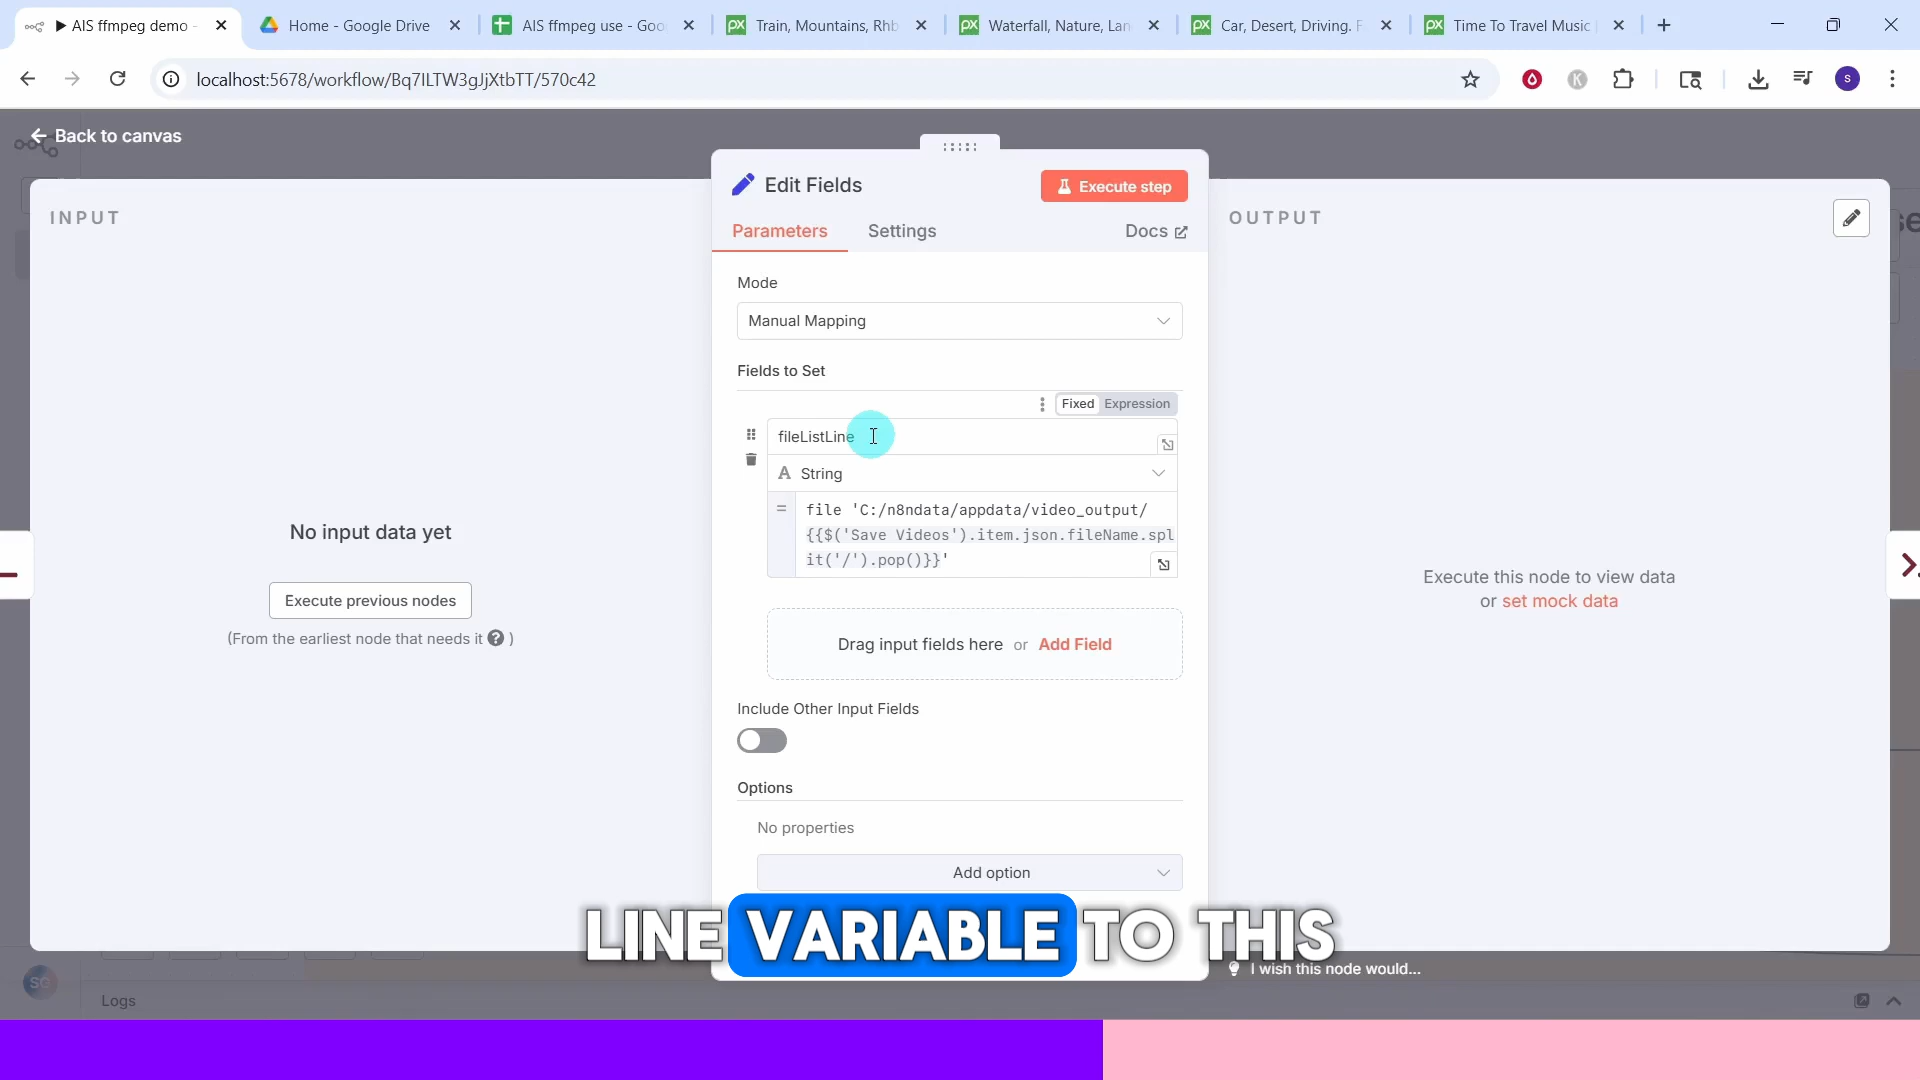 ▶ AIS ffmpeg demo -
Home - Google Drive
AIS ffmpeg use - Goo
Train, Mountains, Rhb
Waterfall, Nature, Lan
Car, Desert, Driving. F
Time To Travel Music
localhost:5678/workflow/Bq7ILTW3gJjXtbTT/570c42
K
S
Back to canvas
INPUT
Edit Fields
Execute step
OUTPUT
Parameters
Settings
Docs
Mode
Manual Mapping
Fields to Set
Fixed
Expression
fileListLine
String
= file 'C:/n8ndata/appdata/video_output/
{{$('Save Videos').item.json.fileName.spl
it('/').pop()}}'
No input data yet
Execute previous nodes
(From the earliest node that needs it ? )
Execute this node to view data
or set mock data
Drag input fields here or Add Field
Include Other Input Fields
Options
No properties
Add option
LINE VARIABLE TO THIS
I wish this node would...
SC
Logs